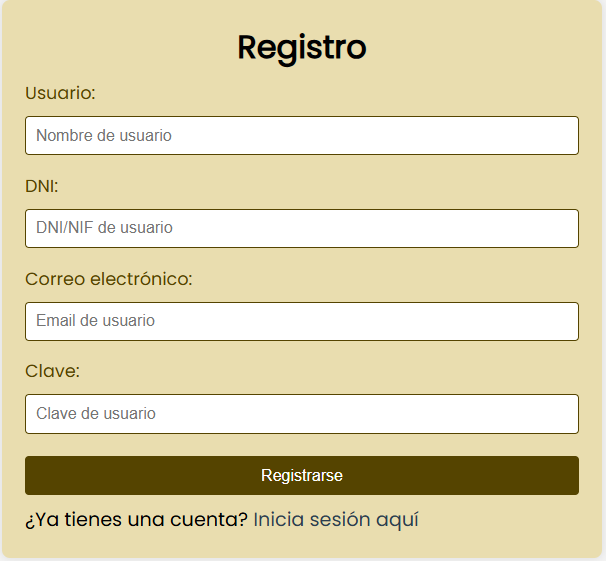 Registro
Usuario:
Nombre de usuario
DNI:
DNI/NIF de usuario
Correo electrónico:
Email de usuario
Clave:
Clave de usuario
Registrarse
¿Ya tienes una cuenta? Inicia sesión aquí